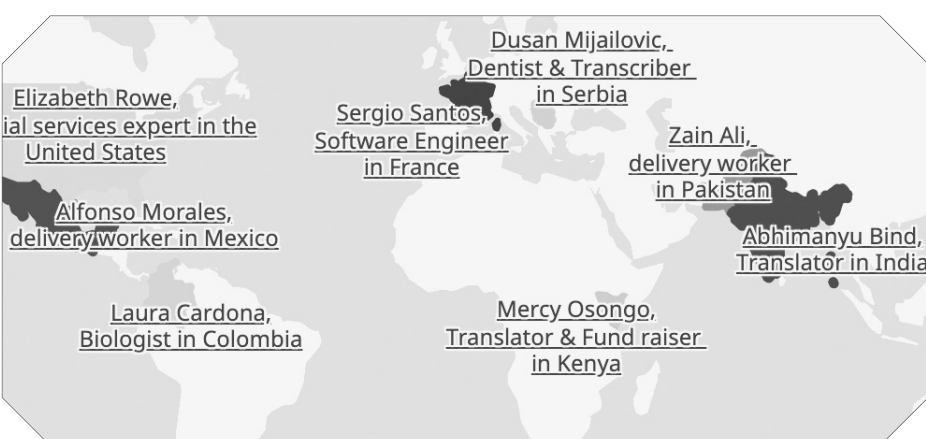 Dusan Mijailovic,
Dentist & Transcriber
in Serbia
Elizabeth Rowe,
ial services expert in the
United States
Sergio Santos,
Software Engineer
in France
Zain Ali,
delivery worker
in Pakistan
Alfonso Morales,
delivery worker in Mexico
Abhimanyu Bind,
Translator in India
Laura Cardona,
Biologist in Colombia
Mercy Osongo,
Translator & Fund raiser
in Kenya